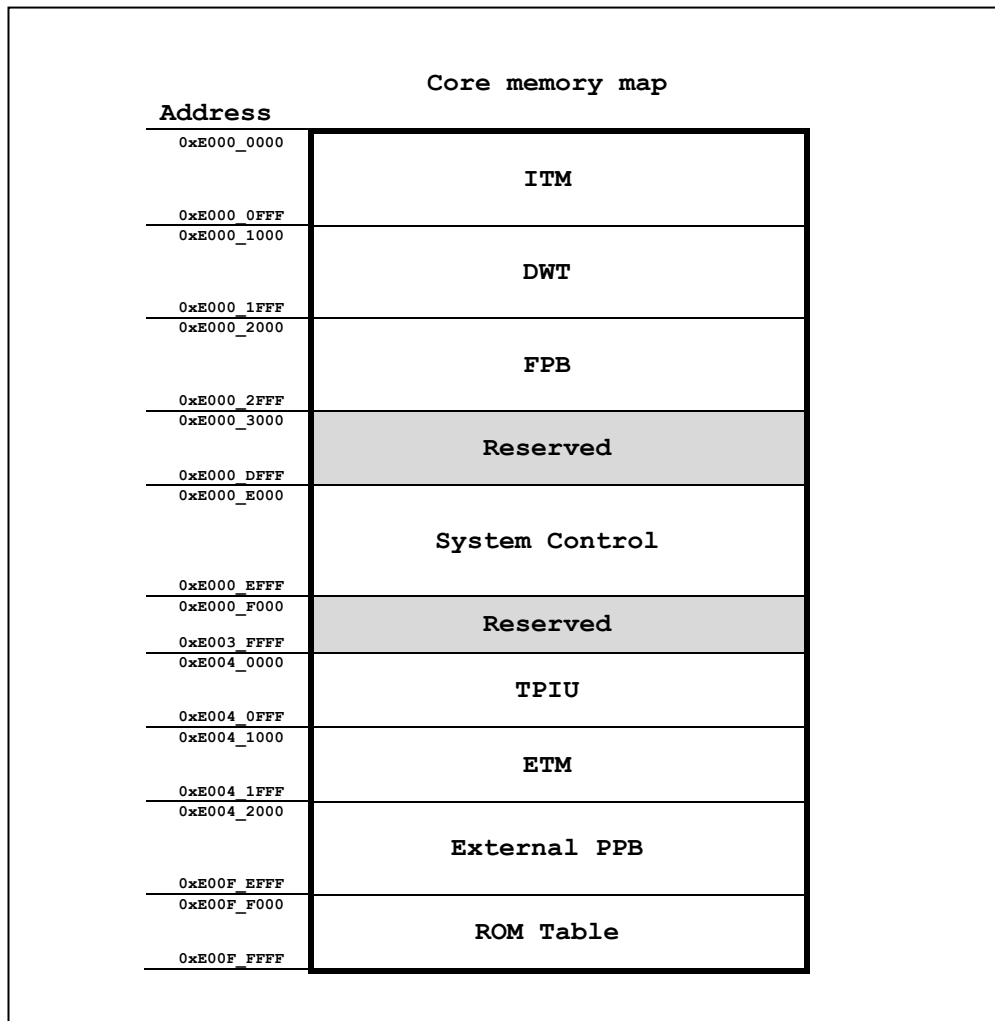 Core memory map
Address
0xE000_0000
ITM
0xE000_0FFF
0xE000_1000
DWT
0xE000_1FFF
0xE000_2000
FPB
0xE000_2FFF
0xE000_3000
Reserved
0xE000_DFFF
0xE000_E000
System Control
0xE000_EFFF
0xE000_F000
Reserved
0xE003_FFFF
0xE004_0000
TPIU
0xE004_0FFF
0xE004_1000
ETM
0xE004_1FFF
0xE004_2000
External PPB
0xE00F_EFFF
0xE00F_F000
ROM Table
0xE00F_FFFF